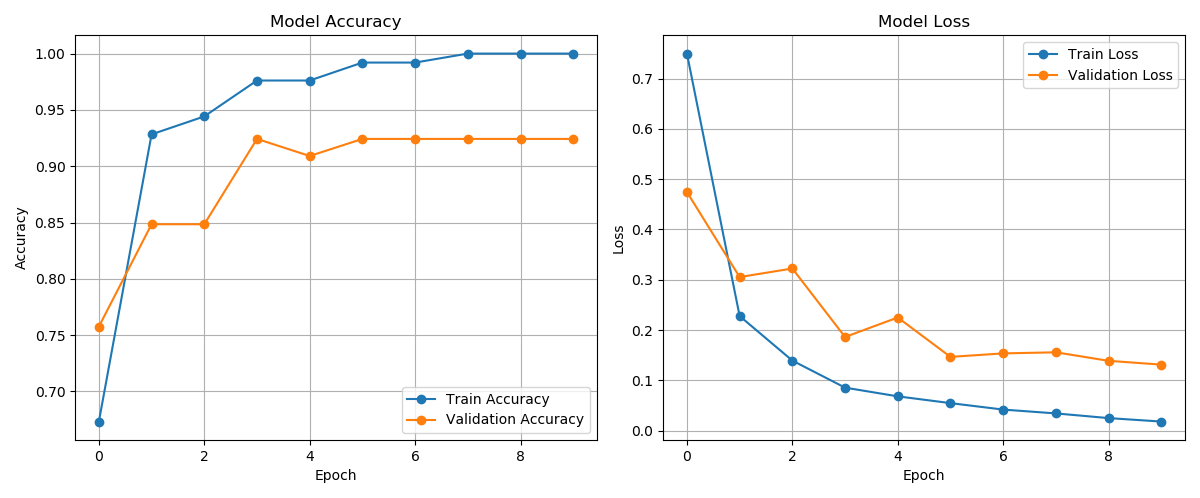 Model Accuracy
1.00
0.95
0.90
0.85
0.80
0.75
0.70
Accuracy
Train Accuracy
Validation Accuracy
0 2 4 6 8
Epoch
Model Loss
Train Loss
Validation Loss
0.7
0.6
0.5
0.4
0.3
0.2
0.1
0.0
Loss
0 2 4 6 8
Epoch